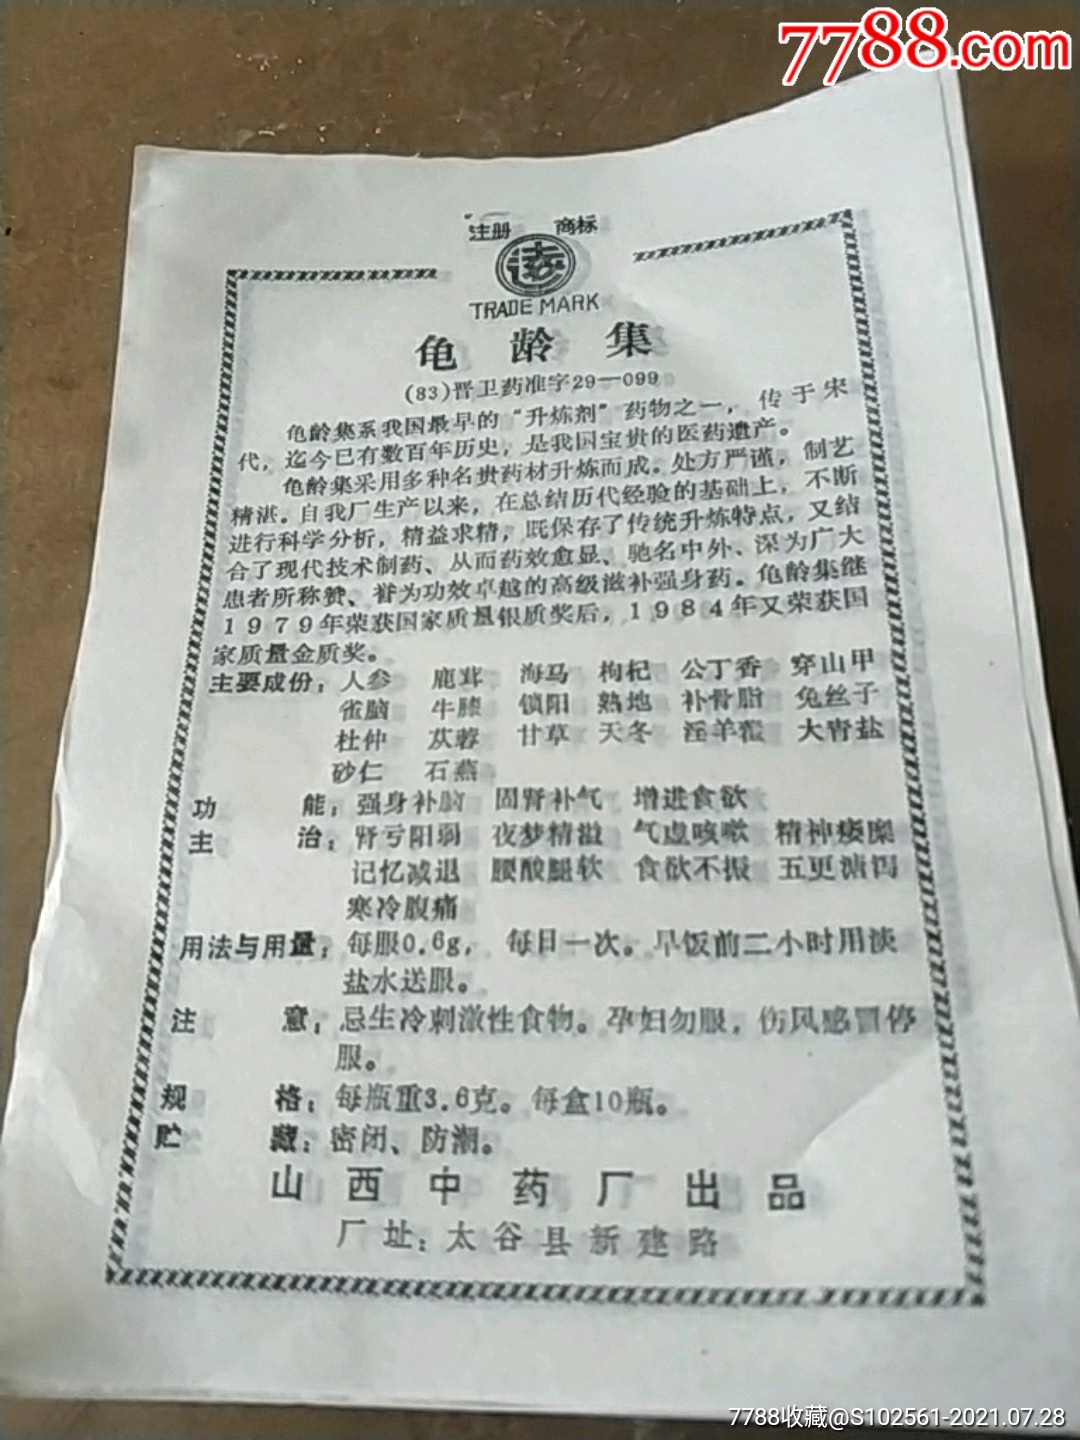 7788.com
注册 商标
TRADE MARK
龟 龄 集
(83)晋卫药准字29—099
龟龄集系我国最早的“升炼剂”药物之一，传于宋
代，迄今已有数百年历史，是我国宝贵的医药遗产。
龟龄集采用多种名贵药材升炼而成。处方严谨，制艺
精湛。自我厂生产以来，在总结历代经验的基础上，不断
进行科学分析，精益求精，既保存了传统升炼特点，又结
合了现代技术制药、从而药效愈显、驰名中外、深为广大
患者所称赞、誉为功效卓越的高级滋补强身药。龟龄集继
1979年荣获国家质量银质奖后，1984年又荣获国
家质量金质奖。
主要成份：人参 鹿茸 海马 枸杞 公丁香 穿山甲
雀脑 牛膝 锁阳 熟地 补骨脂 兔丝子
杜仲 苁蓉 甘草 天冬 淫羊藿 大青盐
砂仁 石燕
功 能：强身补脑 固肾补气 增进食欲
主 治：肾亏阳弱 夜梦精溢 气虚咳嗽 精神痿糜
记忆减退 腰酸腿软 食欲不振 五更溏泻
寒冷腹痛
用法与用量：每服0.6g，每日一次。早饭前二小时用淡
盐水送服。
注 意：忌生冷刺激性食物。孕妇勿服，伤风感冒停
服。
规 格：每瓶重3.6克。每盒10瓶。
贮 藏：密闭、防潮。
山西中药厂出品
厂址：太谷县新建路
7788收藏@S102561-2021.07.28